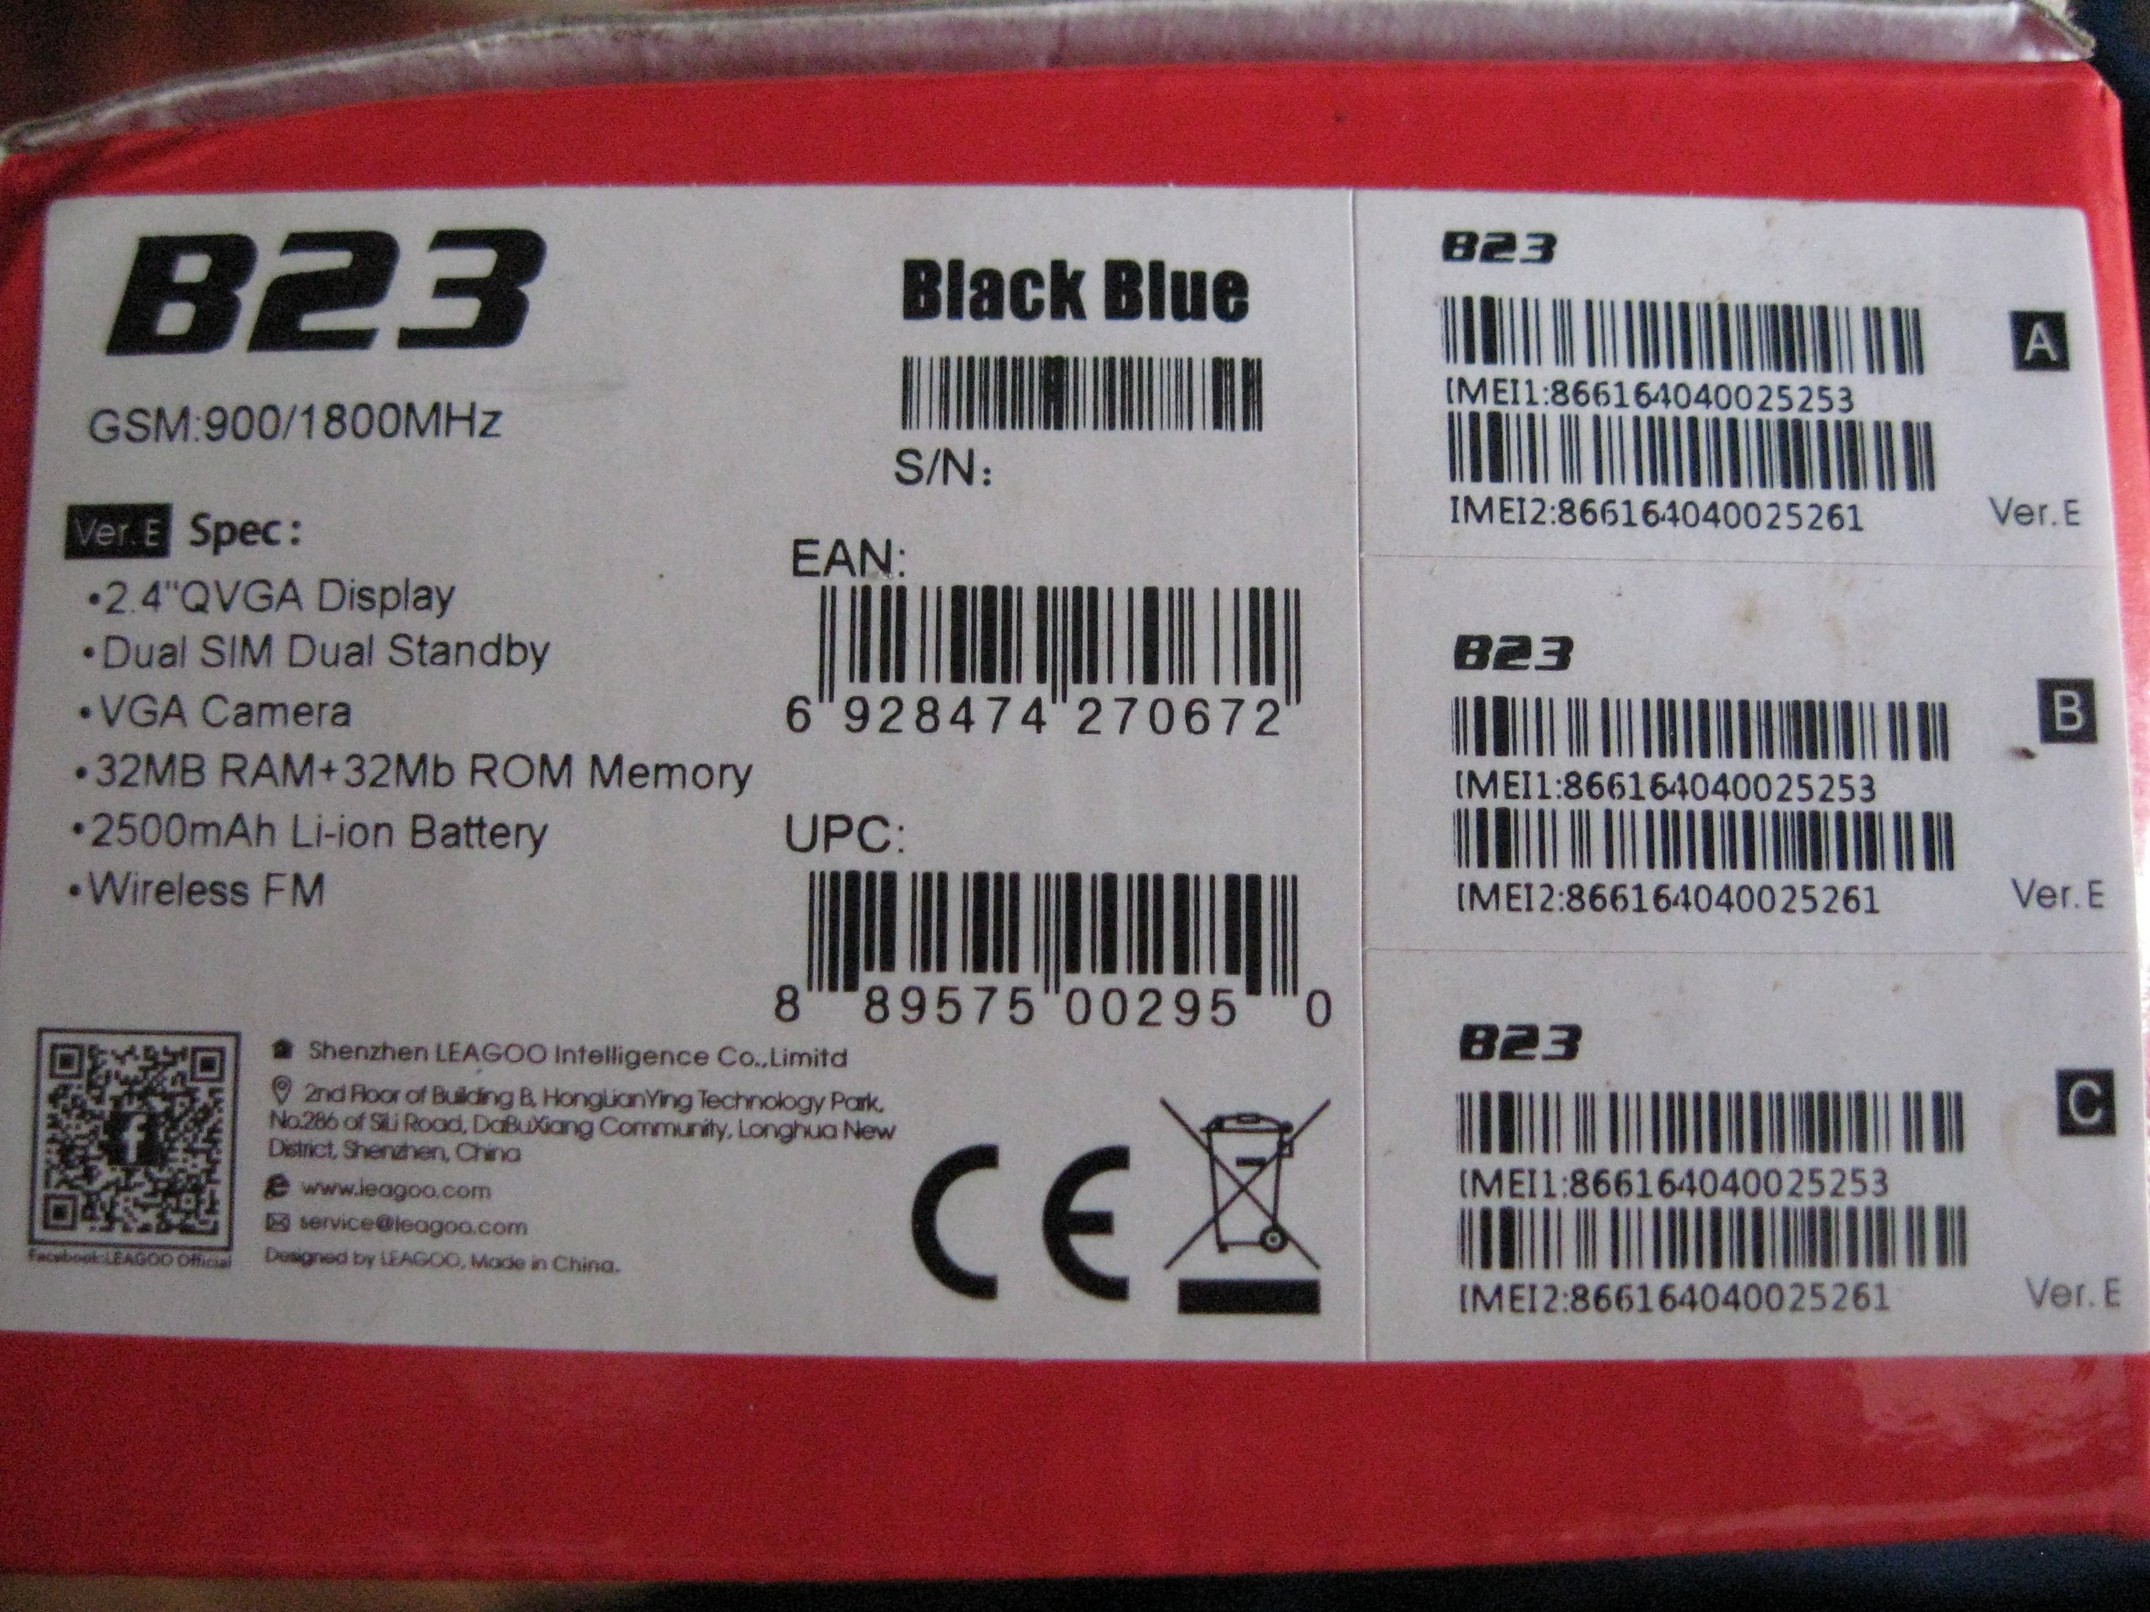 B23
GSM:900/1800MHz
Ver.E Spec:
•2.4"QVGA Display
•Dual SIM Dual Standby
•VGA Camera
•32MB RAM+32Mb ROM Memory
•2500mAh Li-ion Battery
•Wireless FM
Black Blue
S/N:
EAN:
6 928474 270672
UPC:
8 89575 00295 0
Facebook:LEAGOO Official
Shenzhen LEAGOO Intelligence Co.,Limitd
2nd Floor of Building B, HongLianYing Technology Park,
No.286 of SiLi Road, DaBuXiang Community, Longhua New
District, Shenzhen, China
www.leagoo.com
service@leagoo.com
Designed by LEAGOO, Made in China.
CE
B23
A
IMEI1:866164040025253
IMEI2:866164040025261
Ver.E
B23
B
IMEI1:866164040025253
IMEI2:866164040025261
Ver.E
B23
C
IMEI1:866164040025253
IMEI2:866164040025261
Ver.E